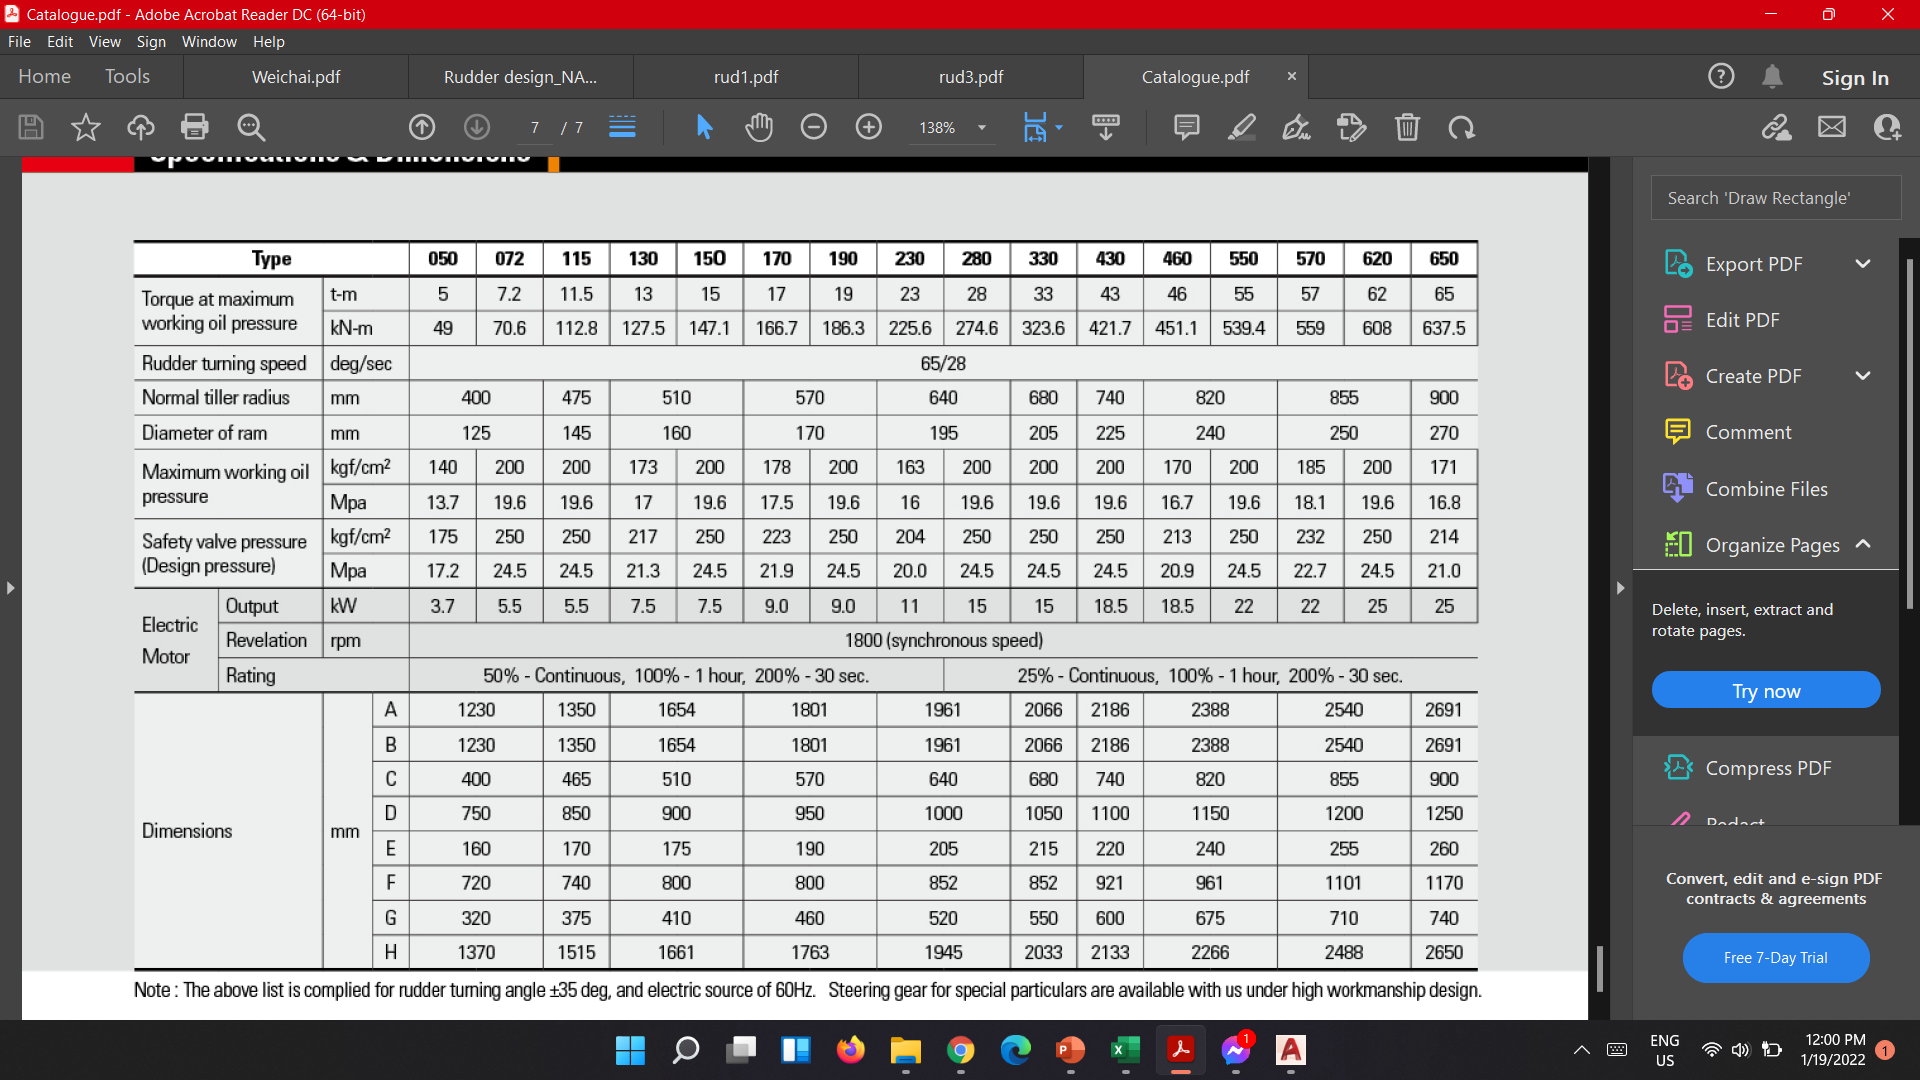 Catalogue.pdf - Adobe Acrobat Reader DC (64-bit)
File Edit View Sign Window Help
Home Tools Weichai.pdf Rudder design_NA... rud1.pdf rud3.pdf Catalogue.pdf × ? Sign In
7 / 7 138%
Specifications & Dimensions
Type 050 072 115 130 150 170 190 230 280 330 430 460 550 570 620 650
Torque at maximum working oil pressure t-m 5 7.2 11.5 13 15 17 19 23 28 33 43 46 55 57 62 65
kN-m 49 70.6 112.8 127.5 147.1 166.7 186.3 225.6 274.6 323.6 421.7 451.1 539.4 559 608 637.5
Rudder turning speed deg/sec 65/28
Normal tiller radius mm 400 475 510 570 640 680 740 820 855 900
Diameter of ram mm 125 145 160 170 195 205 225 240 250 270
Maximum working oil pressure kgf/cm² 140 200 200 173 200 178 200 163 200 200 200 170 200 185 200 171
Mpa 13.7 19.6 19.6 17 19.6 17.5 19.6 16 19.6 19.6 19.6 16.7 19.6 18.1 19.6 16.8
Safety valve pressure (Design pressure) kgf/cm² 175 250 250 217 250 223 250 204 250 250 250 213 250 232 250 214
Mpa 17.2 24.5 24.5 21.3 24.5 21.9 24.5 20.0 24.5 24.5 24.5 20.9 24.5 22.7 24.5 21.0
Electric Motor Output kW 3.7 5.5 5.5 7.5 7.5 9.0 9.0 11 15 15 18.5 18.5 22 22 25 25
Revelation rpm 1800 (synchronous speed)
Rating 50% - Continuous, 100% - 1 hour, 200% - 30 sec. 25% - Continuous, 100% - 1 hour, 200% - 30 sec.
Dimensions mm A 1230 1350 1654 1801 1961 2066 2186 2388 2540 2691
B 1230 1350 1654 1801 1961 2066 2186 2388 2540 2691
C 400 465 510 570 640 680 740 820 855 900
D 750 850 900 950 1000 1050 1100 1150 1200 1250
E 160 170 175 190 205 215 220 240 255 260
F 720 740 800 800 852 852 921 961 1101 1170
G 320 375 410 460 520 550 600 675 710 740
H 1370 1515 1661 1763 1945 2033 2133 2266 2488 2650
Note : The above list is complied for rudder turning angle ±35 deg, and electric source of 60Hz. Steering gear for special particulars are available with us under high workmanship design.
Search 'Draw Rectangle'
Export PDF
Edit PDF
Create PDF
Comment
Combine Files
Organize Pages
Delete, insert, extract and
rotate pages.
Try now
Compress PDF
Redact
Convert, edit and e-sign PDF
contracts & agreements
Free 7-Day Trial
P X 1 A
ENG
US
12:00 PM
1/19/2022
1